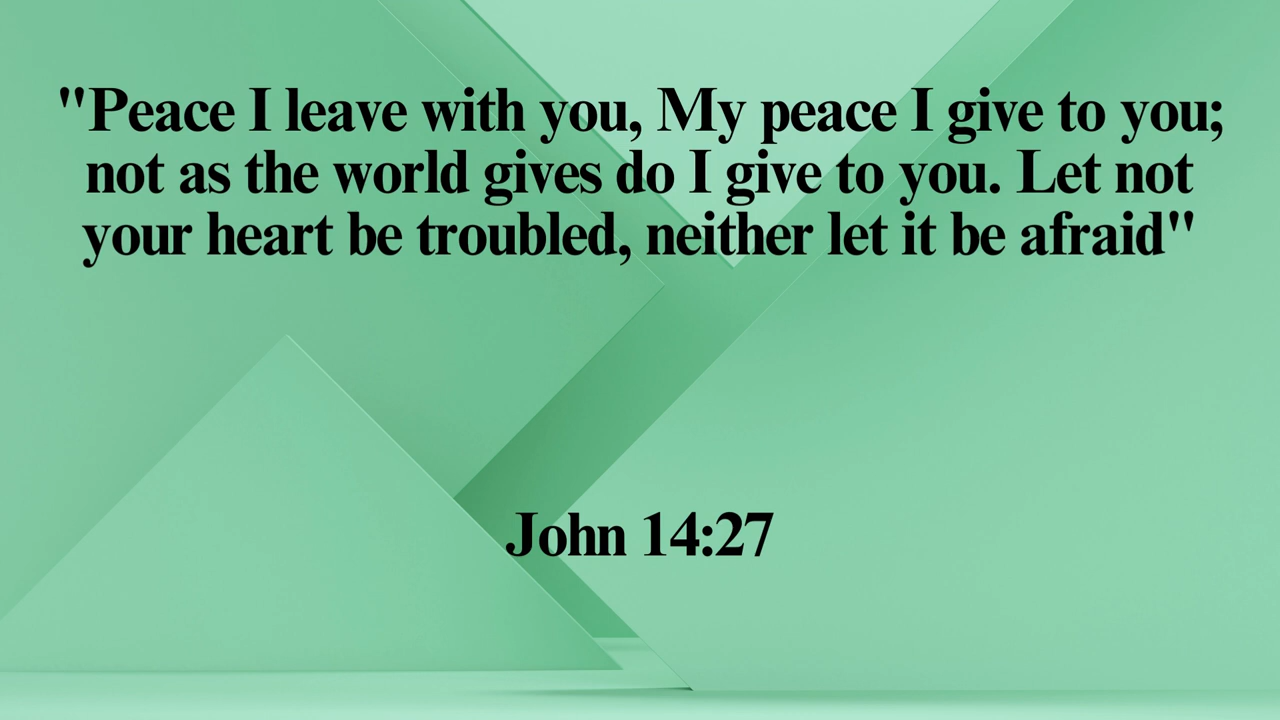 "Peace I leave with you, My peace I give to you;
not as the world gives do I give to you. Let not
your heart be troubled, neither let it be afraid"
John 14:27